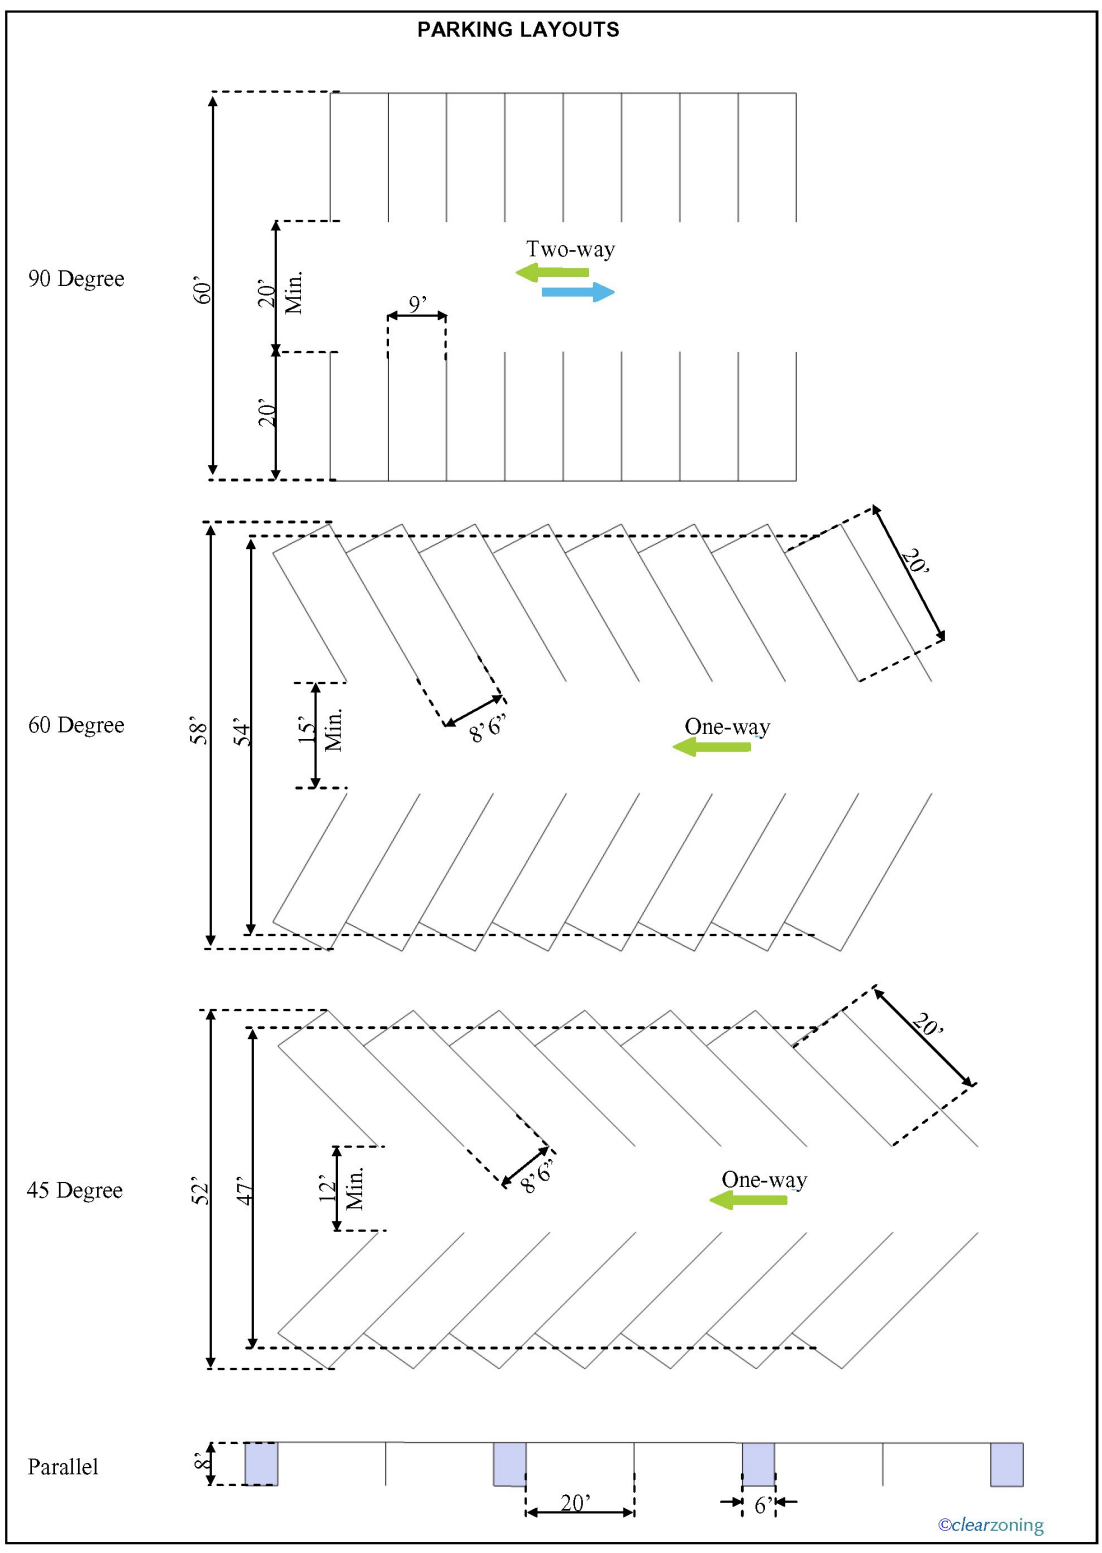 PARKING LAYOUTS
90 Degree
60’
20’
Min.
20’
9’
Two-way
60 Degree
58’
54’
15’
Min.
8’6”
20’
One-way
45 Degree
52’
47’
12’
Min.
8’6”
20’
One-way
Parallel
8’
20’
6’
©clearzoning